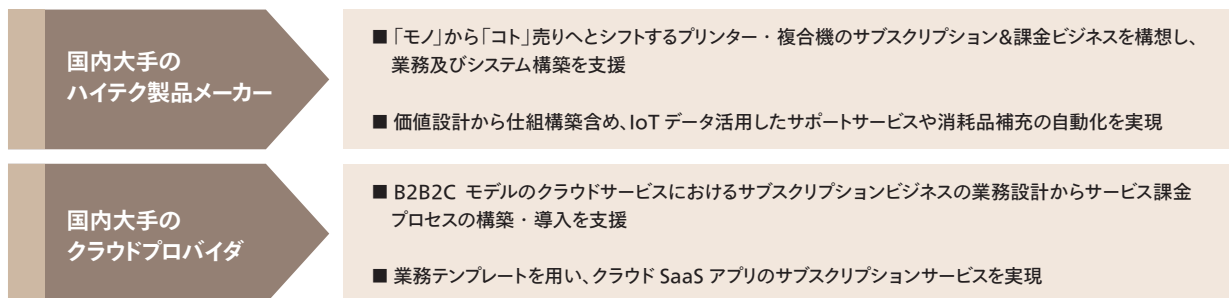 国内大手の
ハイテク製品メーカー
■「モノ」から「コト」売りへとシフトするプリンター・複合機のサブスクリプション&課金ビジネスを構想し、
業務及びシステム構築を支援
■ 価値設計から仕組構築含め、IoT データ活用したサポートサービスや消耗品補充の自動化を実現
国内大手の
クラウドプロバイダ
■ B2B2C モデルのクラウドサービスにおけるサブスクリプションビジネスの業務設計からサービス課金
プロセスの構築・導入を支援
■ 業務テンプレートを用い、クラウド SaaS アプリのサブスクリプションサービスを実現